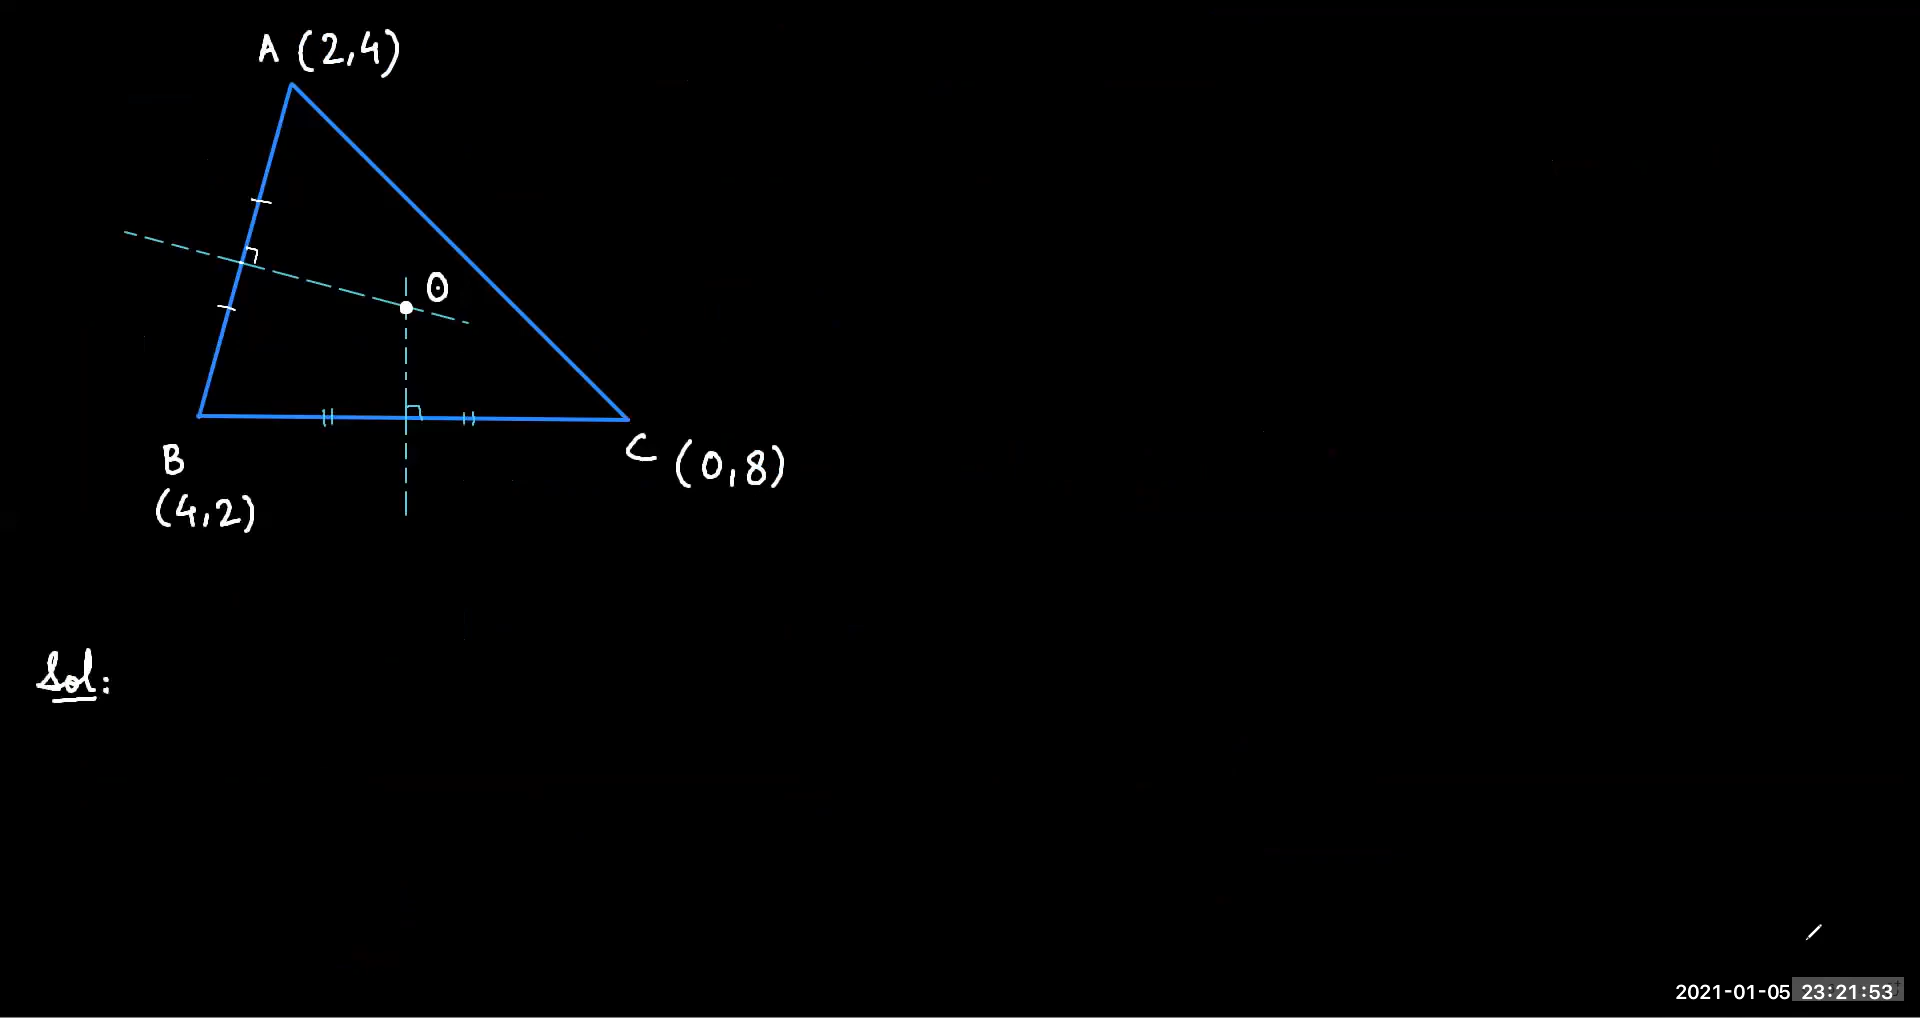 A (2,4)
O
B
C (0,8)
(4,2)
Sol:
2021-01-05 23:21:53